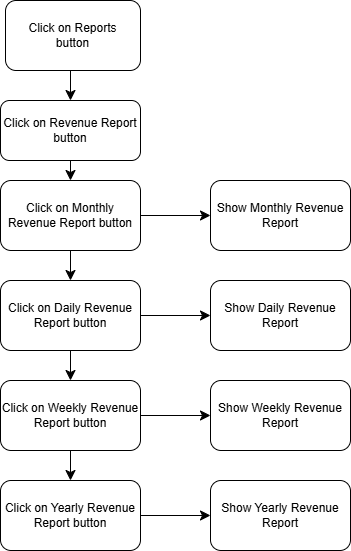 Click on Reports
button
Click on Revenue Report
button
Click on Monthly
Revenue Report button
Show Monthly Revenue
Report
Click on Daily Revenue
Report button
Show Daily Revenue
Report
Click on Weekly Revenue
Report button
Show Weekly Revenue
Report
Click on Yearly Revenue
Report button
Show Yearly Revenue
Report